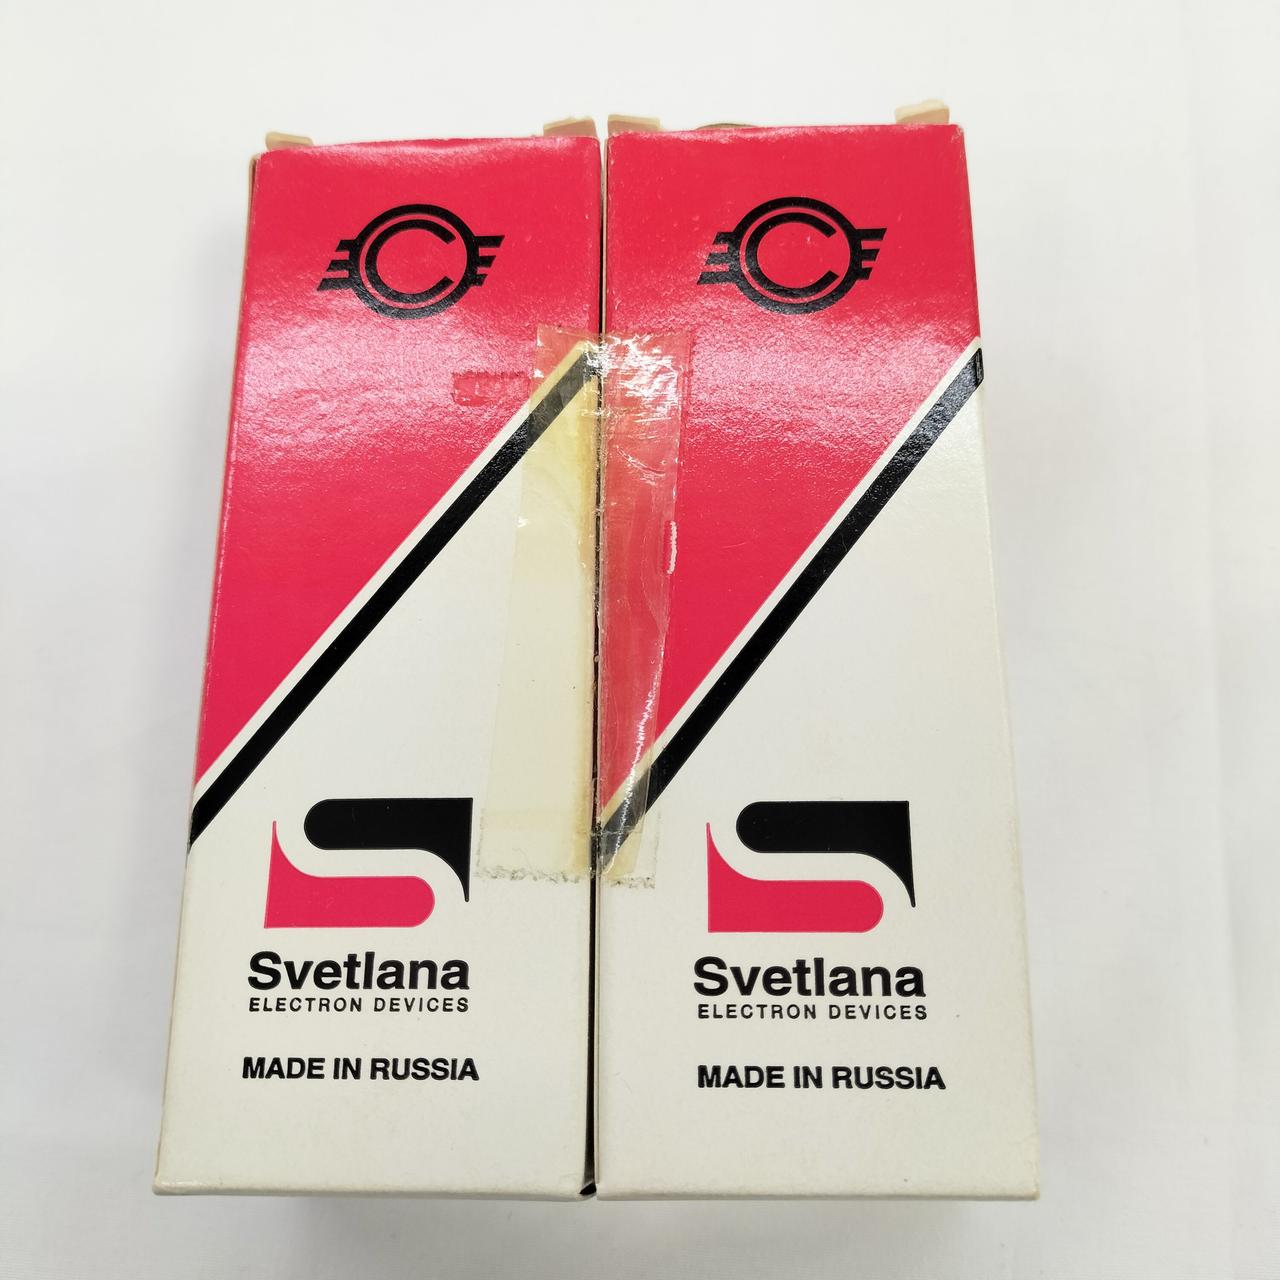 C
C
Svetlana
ELECTRON DEVICES
MADE IN RUSSIA
Svetlana
ELECTRON DEVICES
MADE IN RUSSIA